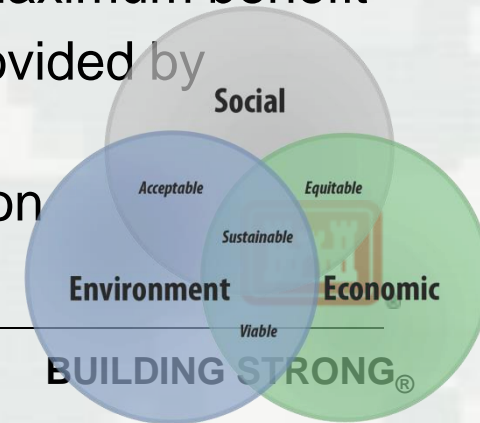 maximum benefit
ovided by
Social
on
Acceptable
Equitable
Sustainable
Environment
Economic
®
Viable
BUILDING STRONG®